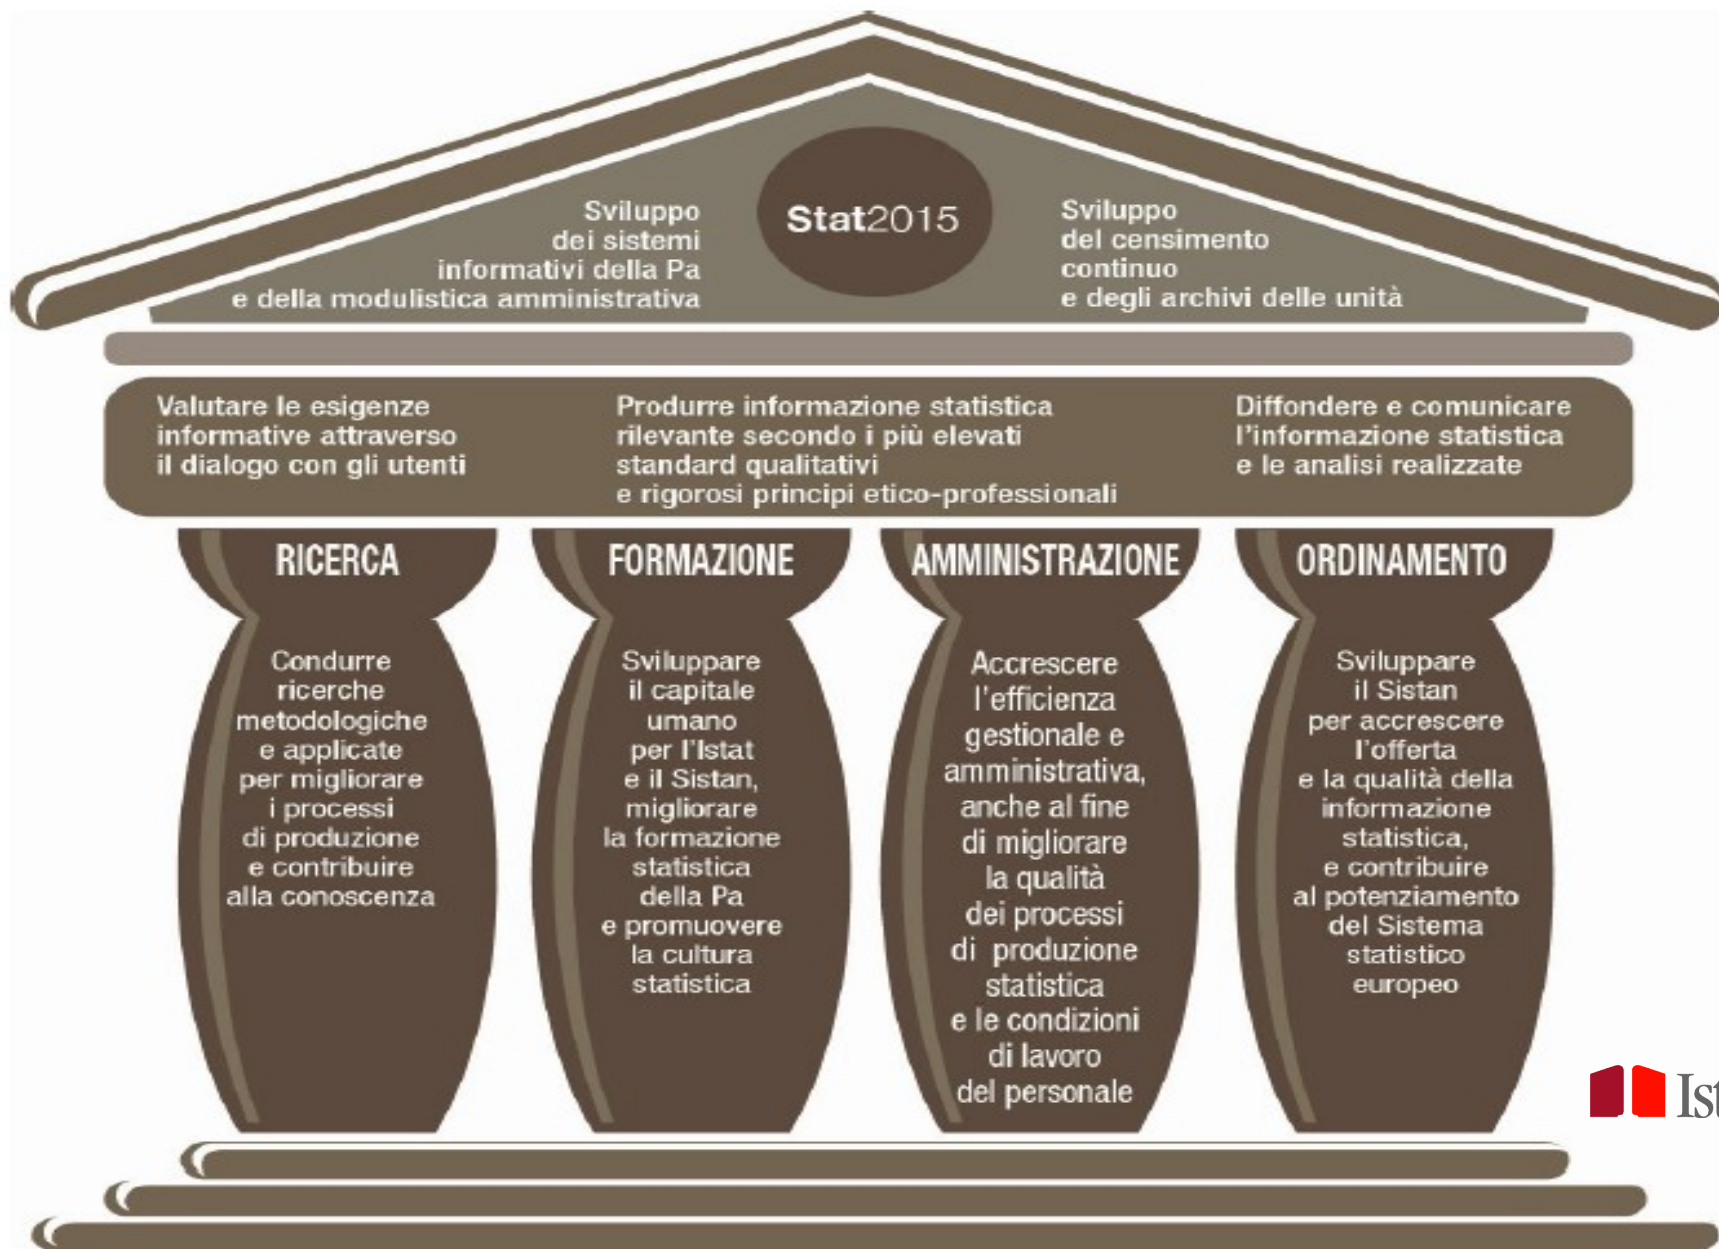 Stat2015
Sviluppo
dei sistemi
informativi della Pa
e della modulistica amministrativa
Sviluppo
del censimento
continuo
e degli archivi delle unità
Valutare le esigenze
informative attraverso
il dialogo con gli utenti
Produrre informazione statistica
rilevante secondo i più elevati
standard qualitativi
e rigorosi principi etico-professionali
Diffondere e comunicare
l'informazione statistica
e le analisi realizzate
RICERCA
Condurre
ricerche
metodologiche
e applicate
per migliorare
i processi
di produzione
e contribuire
alla conoscenza
FORMAZIONE
Sviluppare
il capitale
umano
per l'Istat
e il Sistan,
migliorare
la formazione
statistica
della Pa
e promuovere
la cultura
statistica
AMMINISTRAZIONE
Accrescere
l'efficienza
gestionale e
amministrativa,
anche al fine
di migliorare
la qualità
dei processi
di produzione
statistica
e le condizioni
di lavoro
del personale
ORDINAMENTO
Sviluppare
il Sistan
per accrescere
l'offerta
e la qualità della
informazione
statistica,
e contribuire
al potenziamento
del Sistema
statistico
europeo